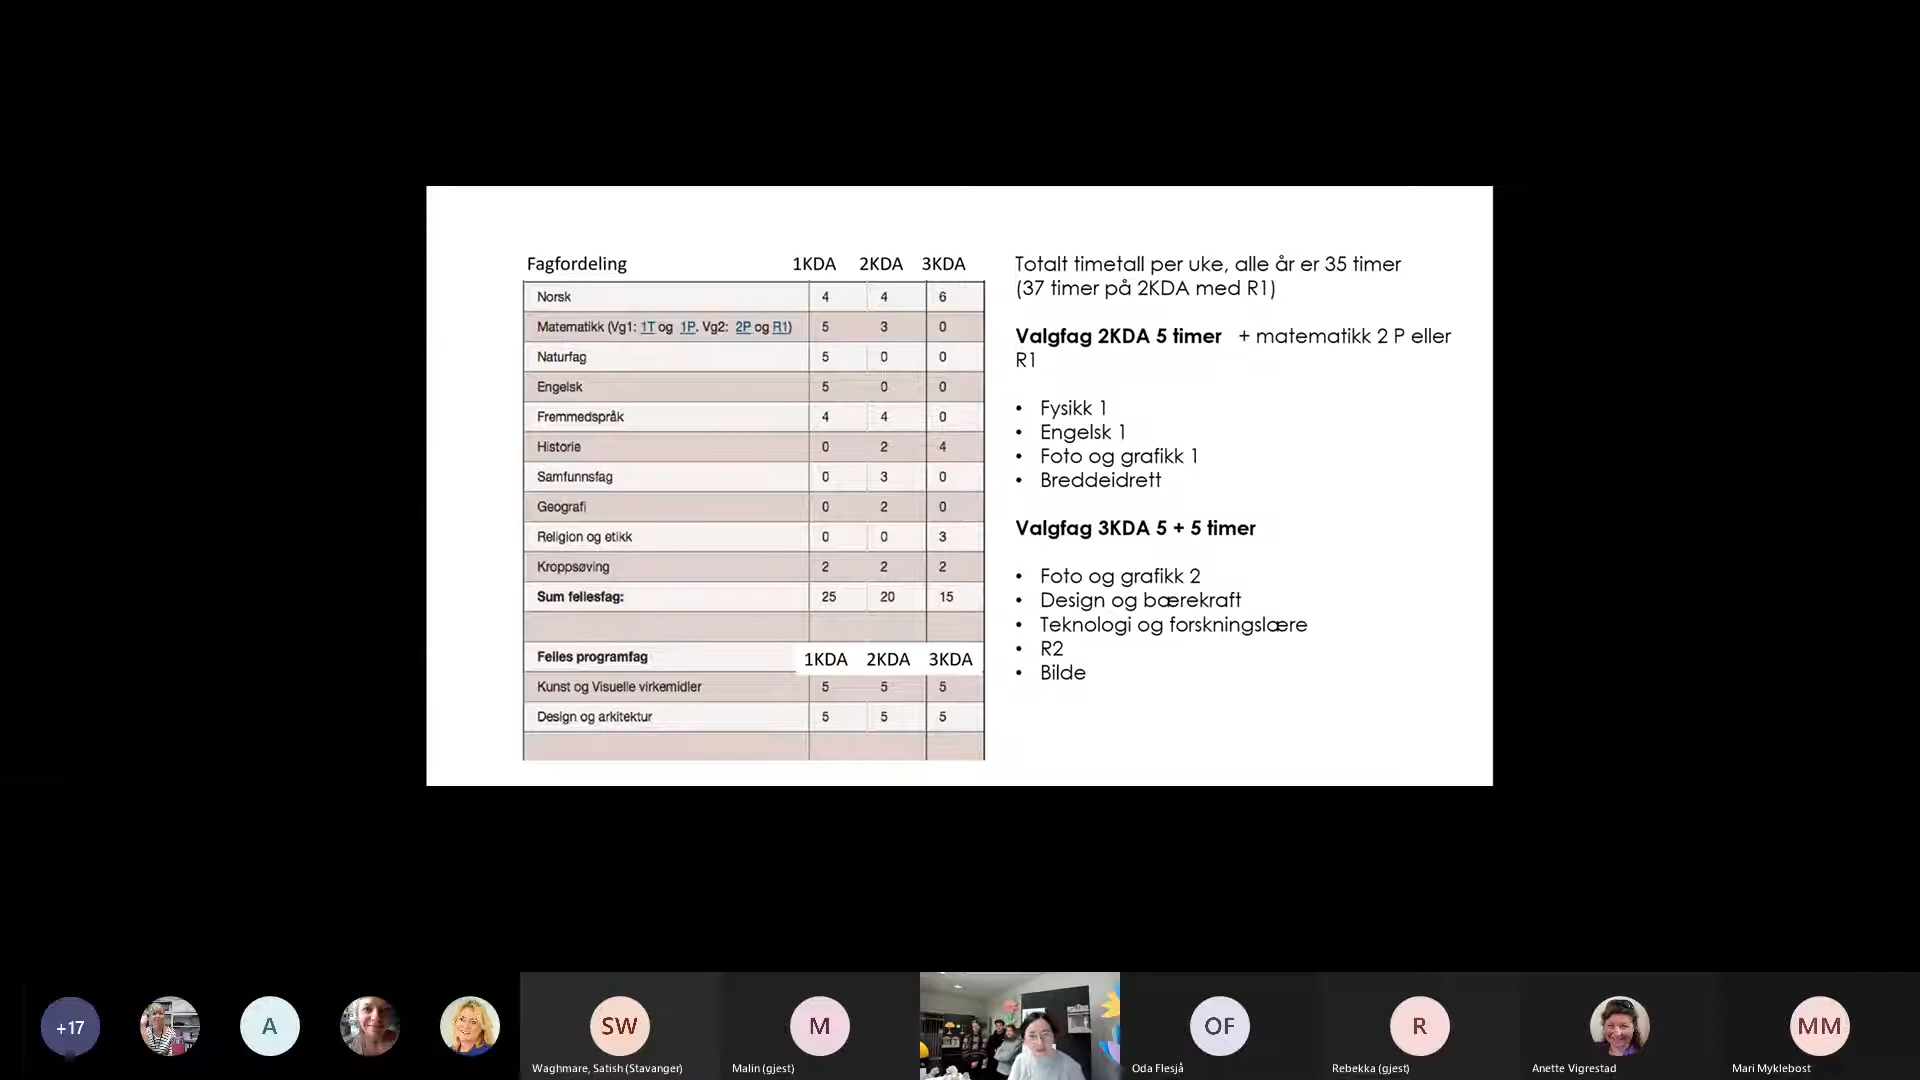 Fagfordeling 1KDA 2KDA 3KDA
Norsk 4 4 6
Matematikk (Vg1: 1T og 1P. Vg2: 2P og R1) 5 3 0
Naturfag 5 0 0
Engelsk 5 0 0
Fremmedspråk 4 4 0
Historie 0 2 4
Samfunnsfag 0 3 0
Geografi 0 2 0
Religion og etikk 0 0 3
Kroppsøving 2 2 2
Sum fellesfag: 25 20 15
Felles programfag 1KDA 2KDA 3KDA
Kunst og Visuelle virkemidler 5 5 5
Design og arkitektur 5 5 5
Totalt timetall per uke, alle år er 35 timer
(37 timer på 2KDA med R1)
Valgfag 2KDA 5 timer + matematikk 2 P eller
R1
• Fysikk 1
• Engelsk 1
• Foto og grafikk 1
• Breddeidrett
Valgfag 3KDA 5 + 5 timer
• Foto og grafikk 2
• Design og bærekraft
• Teknologi og forskningslære
• R2
• Bilde
+17
A
SW
M
OF
R
MM
Waghmare, Satish (Stavanger)
Malin (gjest)
Oda Flesjå
Rebekka (gjest)
Anette Vigrestad
Mari Myklebost